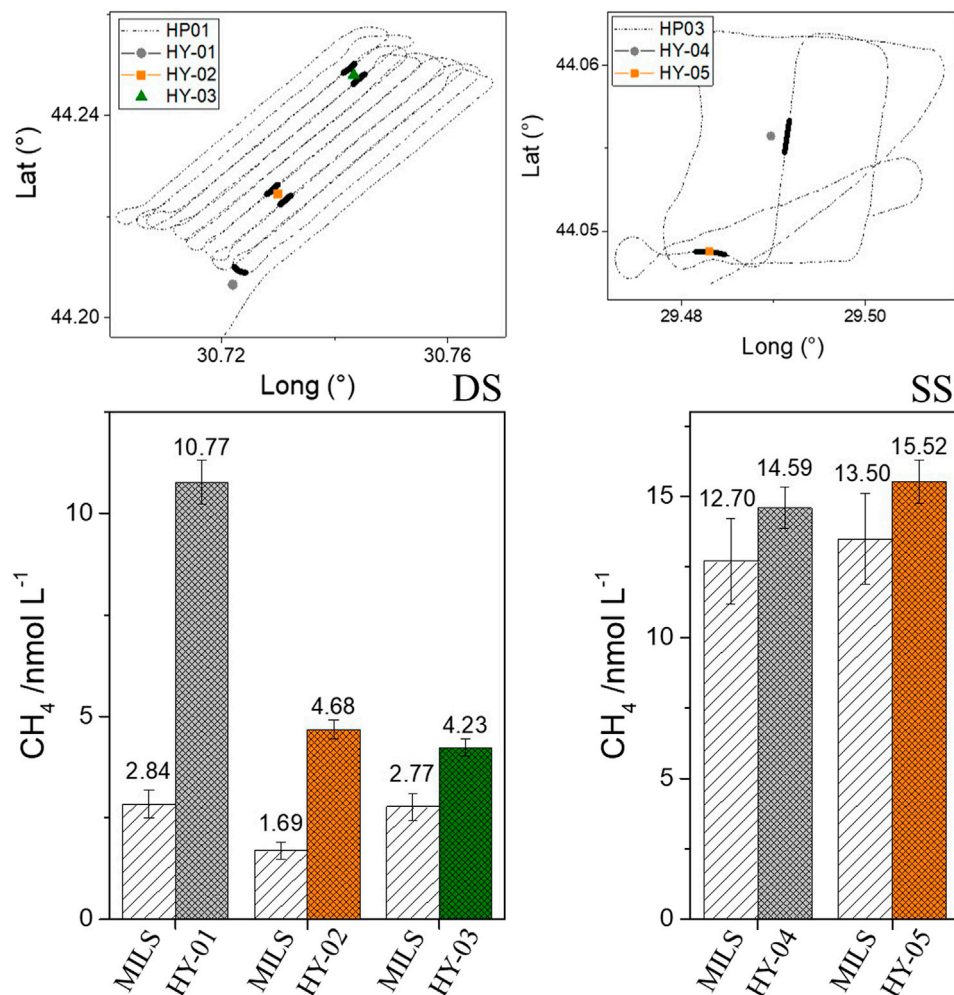 HP01
HY-01
HY-02
HY-03
44.24
44.20
Lat (°)
30.72
30.76
Long (°)
HP03
HY-04
HY-05
44.06
44.05
Lat (°)
29.48
29.50
Long (°)
DS
10.77
2.84
4.68
1.69
4.23
2.77
10
5
0
CH₄ /nmol L⁻¹
MILS
HY-01
MILS
HY-02
MILS
HY-03
SS
15.52
14.59
13.50
12.70
15
10
5
0
CH₄ /nmol L⁻¹
MILS
HY-04
MILS
HY-05